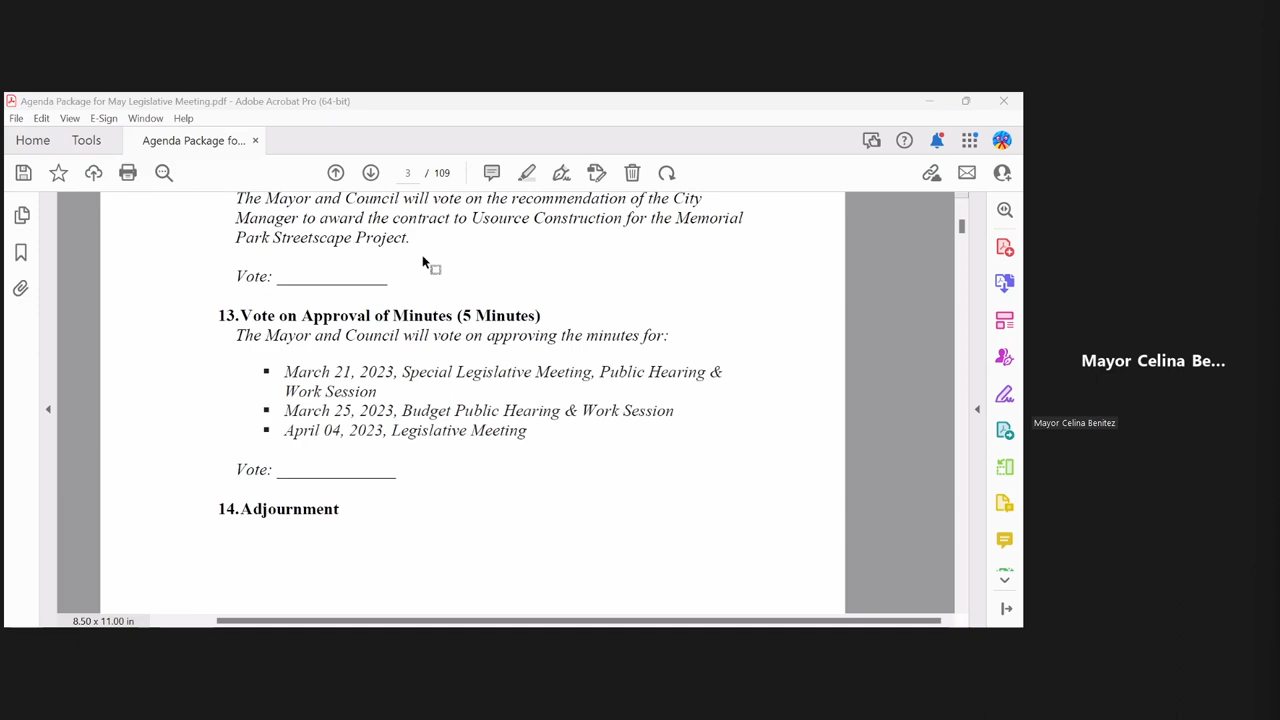 Agenda Package for May Legislative Meeting.pdf - Adobe Acrobat Pro (64-bit)
File Edit View E-Sign Window Help
Home Tools Agenda Package fo... ×
3 / 109
The Mayor and Council will vote on the recommendation of the City
Manager to award the contract to Usource Construction for the Memorial
Park Streetscape Project.
Vote: ______________
13.Vote on Approval of Minutes (5 Minutes)
The Mayor and Council will vote on approving the minutes for:
▪ March 21, 2023, Special Legislative Meeting, Public Hearing &
Work Session
▪ March 25, 2023, Budget Public Hearing & Work Session
▪ April 04, 2023, Legislative Meeting
Vote: _______________
14.Adjournment
8.50 x 11.00 in
Mayor Celina Be...
Mayor Celina Benitez